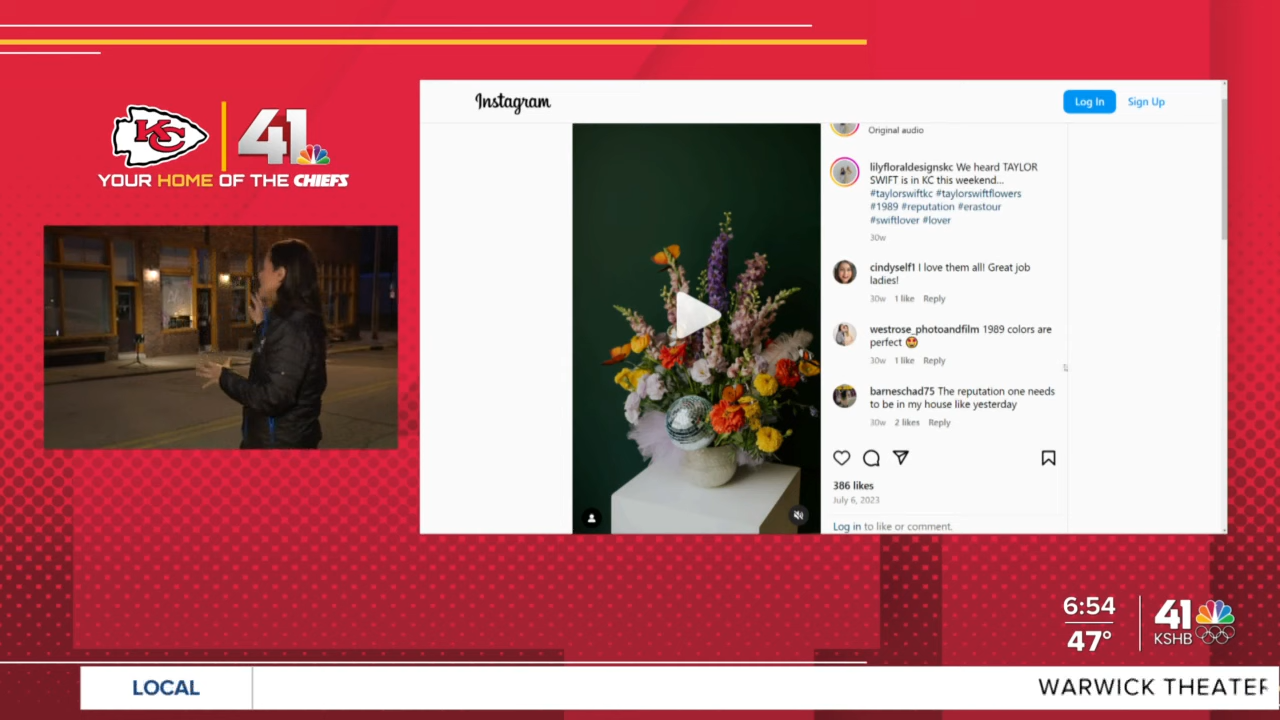 KC
41
YOUR HOME OF THE CHIEFS
Instagram
Log In
Sign Up
Original audio
lilyfloraldesignskc We heard TAYLOR
SWIFT is in KC this weekend...
#taylorswiftkc #taylorswiftflowers
#1989 #reputation #erastour
#swiftlover #lover
30w
cindyself1 I love them all! Great job
ladies!
30w 1 like Reply
westrose_photoandfilm 1989 colors are
perfect 😍
30w 1 like Reply
barneschad75 The reputation one needs
to be in my house like yesterday
30w 2 likes Reply
386 likes
July 6, 2023
Log in to like or comment.
6:54
47°
41
KSHB
LOCAL
WARWICK THEATER